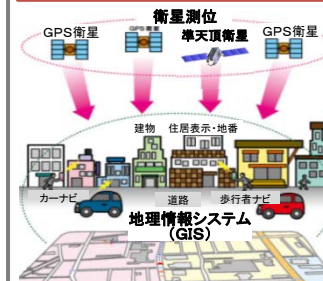 衛星測位
GPS衛星
GPS衛星
準天頂衛星
GPS衛星
建物
住居表示・地番
カーナビ
道路
歩行者ナビ
地理情報システム
(GIS)